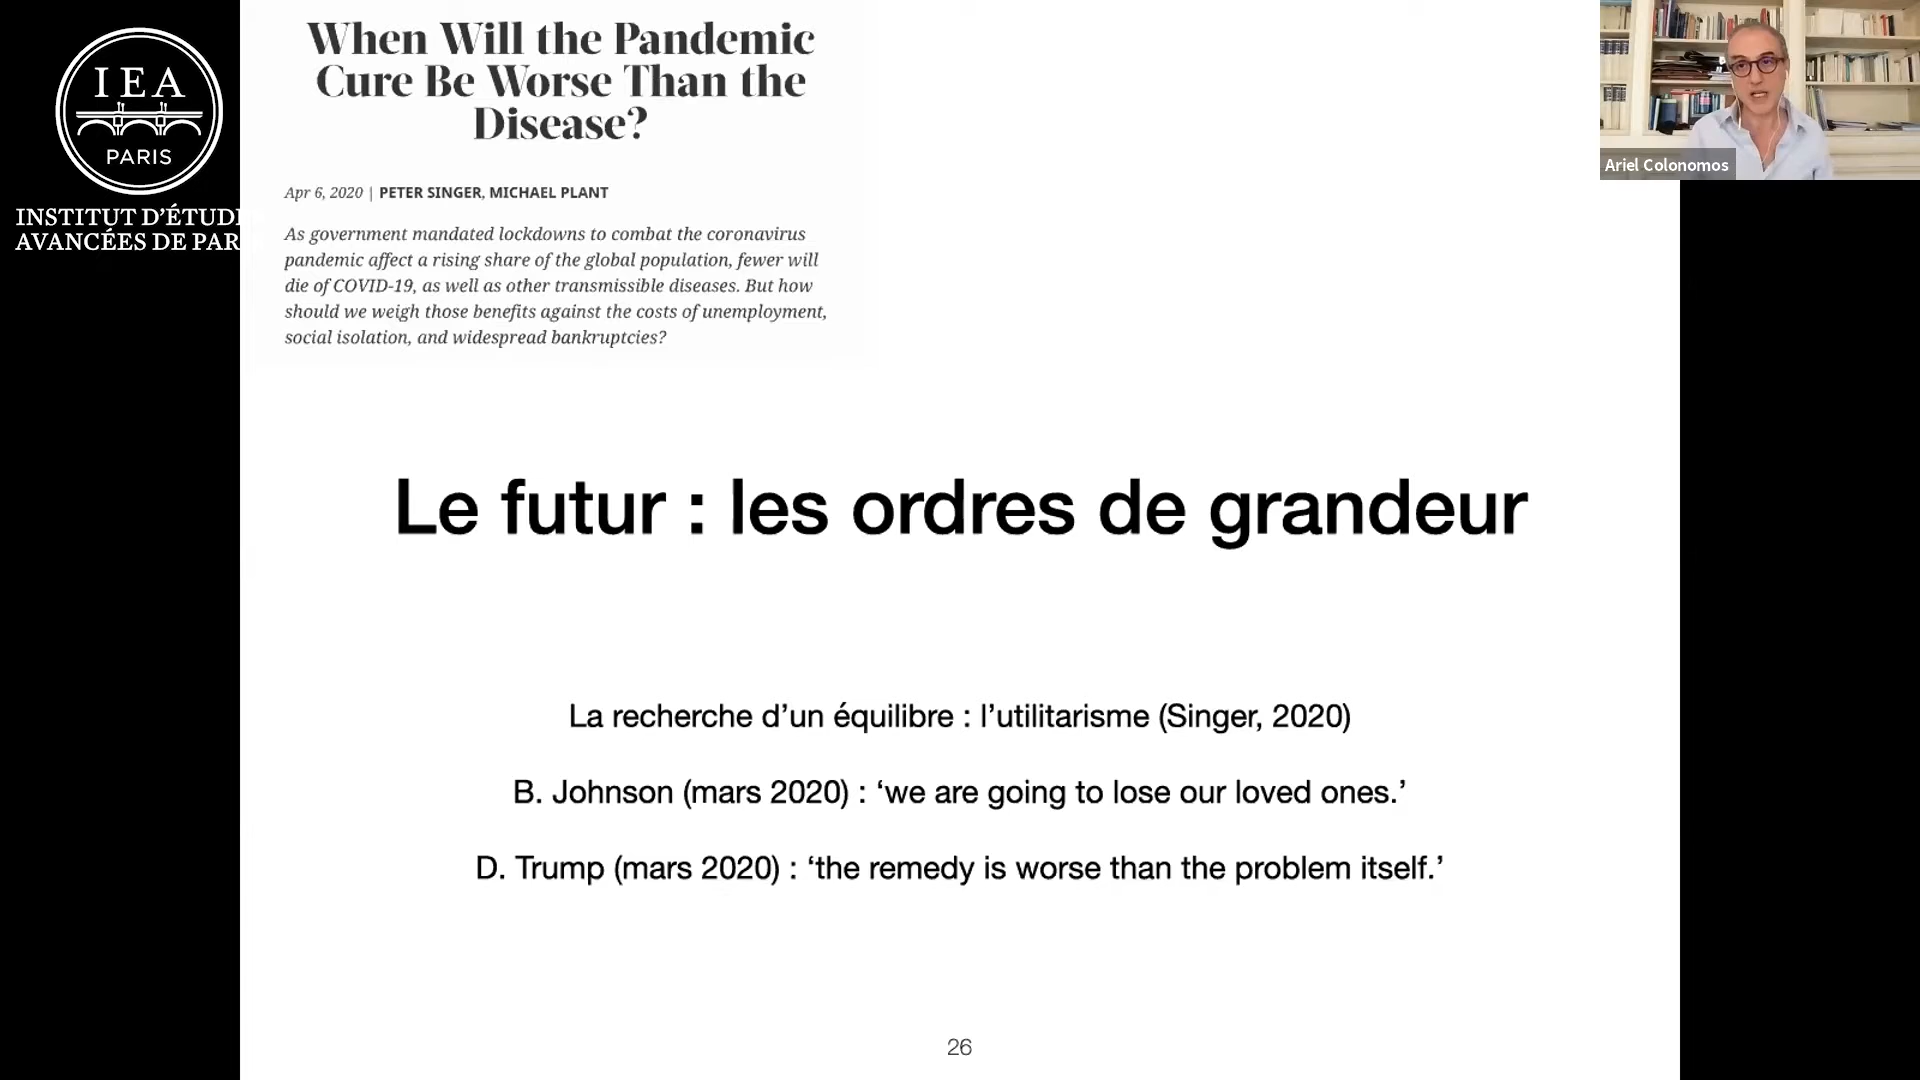 IEA
PARIS
INSTITUT D'ÉTUDE
AVANCÉES DE PAR
When Will the Pandemic
Cure Be Worse Than the
Disease?
Apr 6, 2020 | PETER SINGER, MICHAEL PLANT
As government mandated lockdowns to combat the coronavirus
pandemic affect a rising share of the global population, fewer will
die of COVID-19, as well as other transmissible diseases. But how
should we weigh those benefits against the costs of unemployment,
social isolation, and widespread bankruptcies?
Ariel Colonomos
Le futur : les ordres de grandeur
La recherche d’un équilibre : l’utilitarisme (Singer, 2020)
B. Johnson (mars 2020) : ‘we are going to lose our loved ones.’
D. Trump (mars 2020) : ‘the remedy is worse than the problem itself.’
26